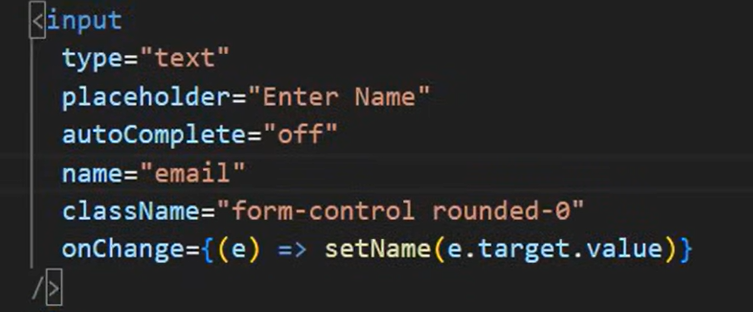 <input
type="text"
placeholder="Enter Name"
autoComplete="off"
name="email"
className="form-control rounded-0"
onChange={(e) => setName(e.target.value)}
/>